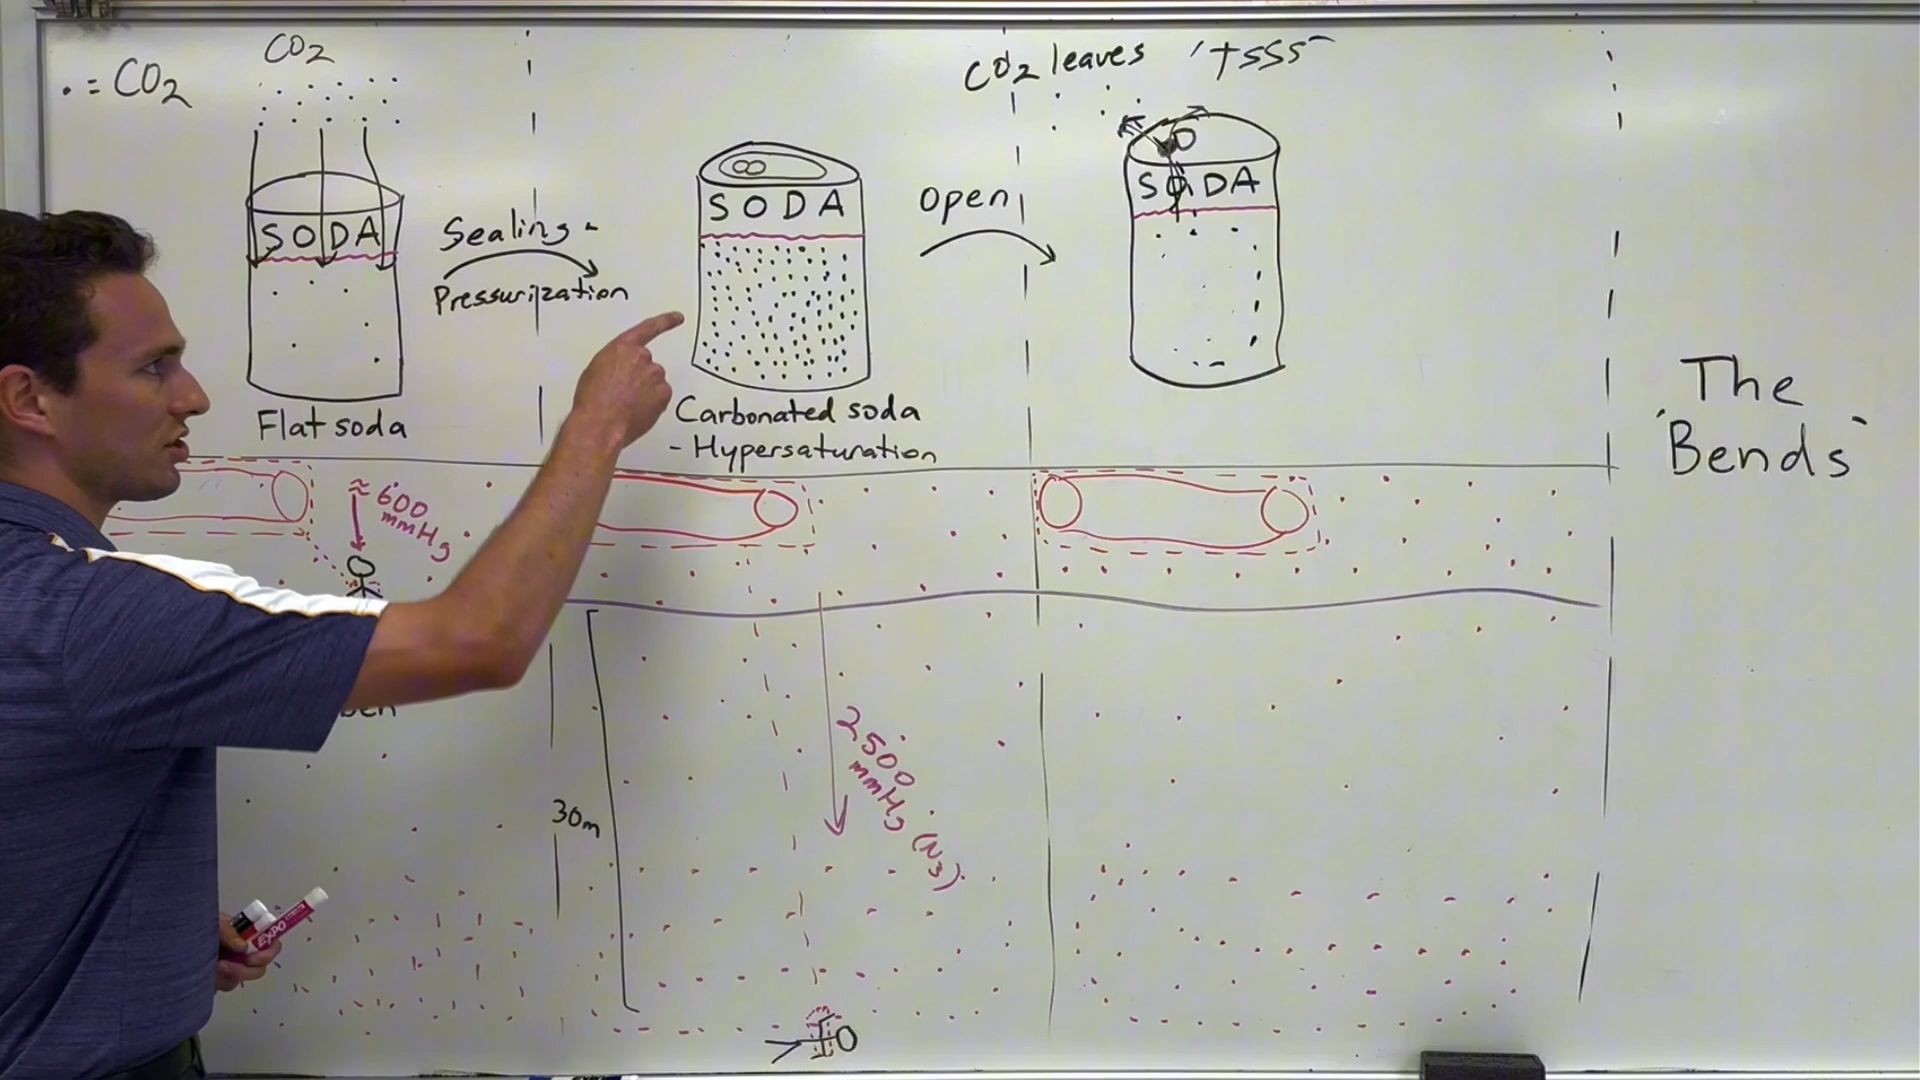 • = CO2
CO2
SODA
Flat soda
Sealing -
Pressurization
SODA
Carbonated soda
- Hypersaturation
Open
CO2 leaves 'tsss'
SODA
The
"Bends"
≈ 600
mmHg
30m
2500
mmHg (N3)
EXPO